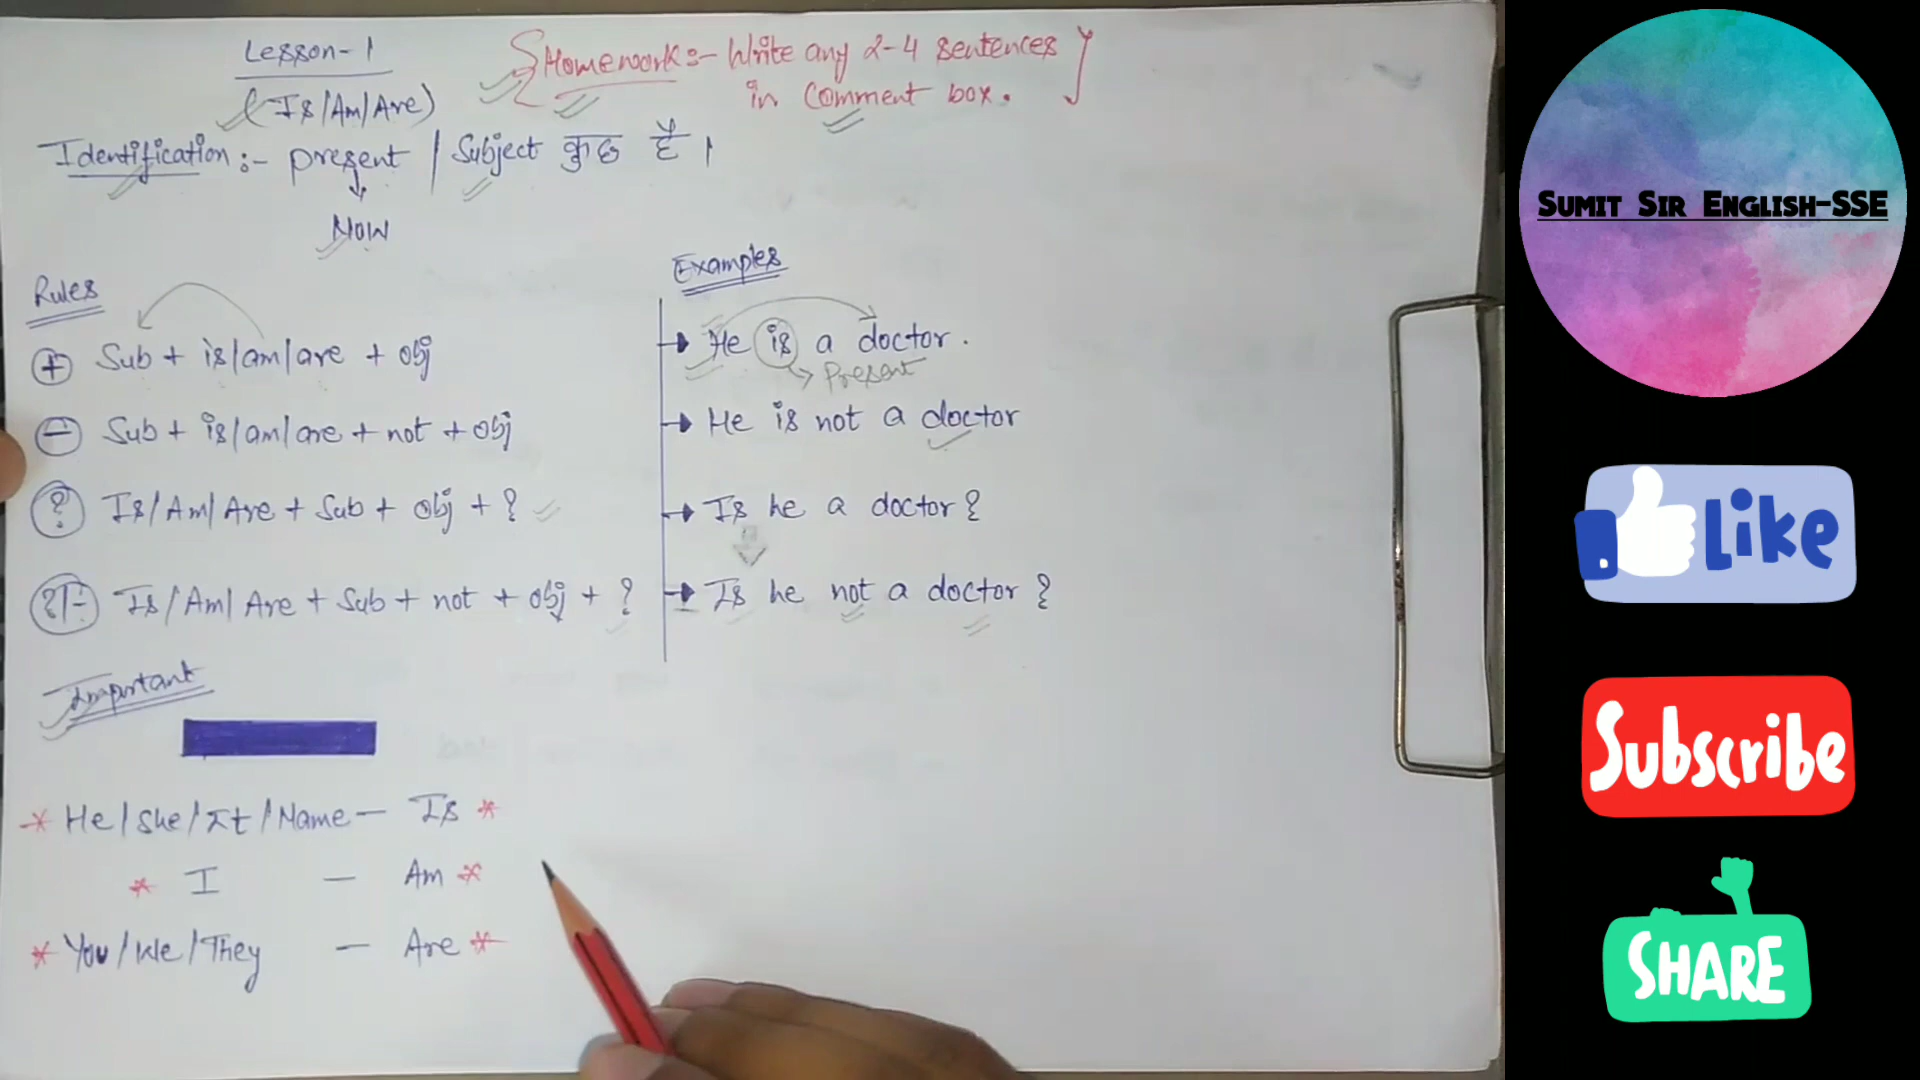 Lesson-1
(Is/Am/Are)
{Homework:- Write any 2-4 sentences
in Comment box. }
Identification :- present / Subject कुछ है ।
Now
Rules
+ Sub + is/am/are + obj
- Sub + is/am/are + not + obj
? Is/Am/Are + Sub + obj + ?
?/- Is/Am/Are + Sub + not + obj + ?
Examples
He is a doctor.
Present
He is not a doctor
Is he a doctor?
Is he not a doctor?
Important
* He/She/It/Name — Is *
* I — Am *
* You/We/They — Are *
Sumit Sir English-SSE
Like
Subscribe
SHARE